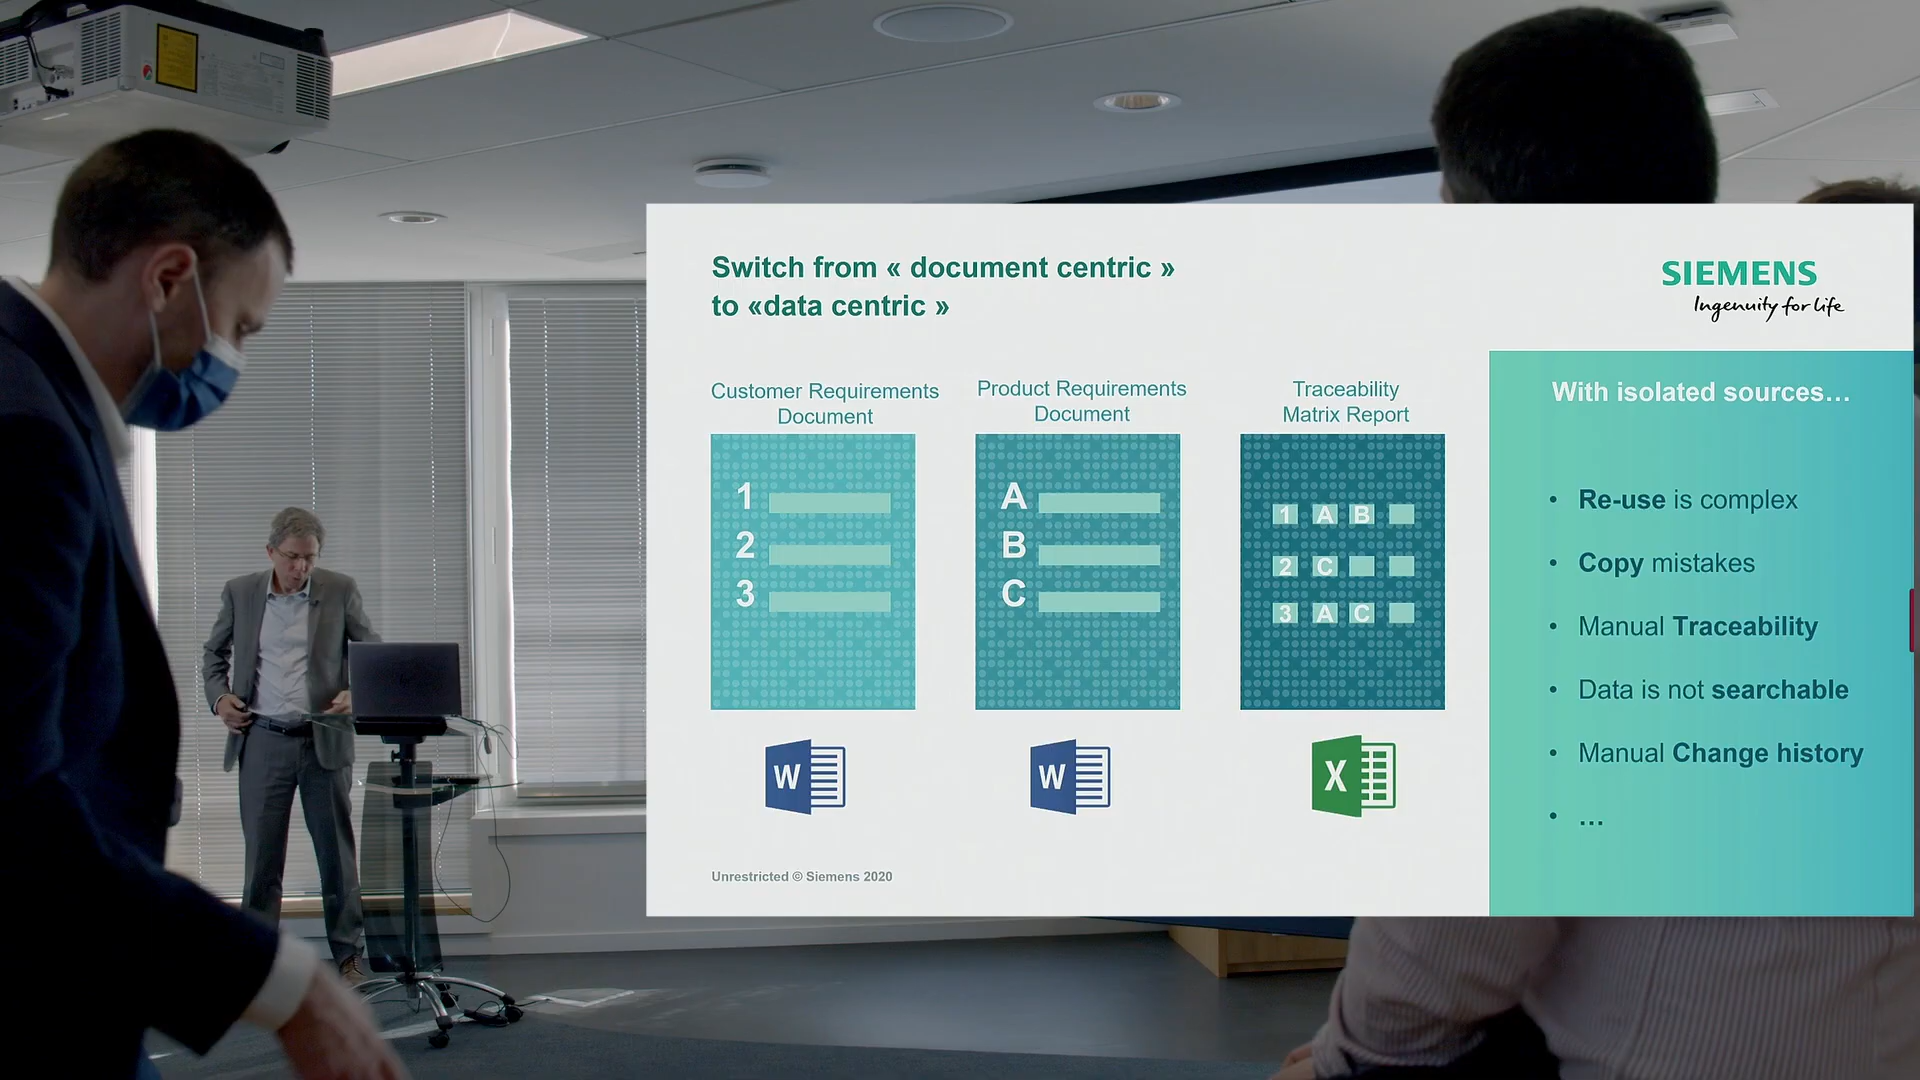 Switch from « document centric »
to «data centric »
SIEMENS
Ingenuity for life
Customer Requirements
Document
1
2
3
W
Product Requirements
Document
A
B
C
W
Traceability
Matrix Report
1 A B
2 C
3 A C
X
With isolated sources…
• Re-use is complex
• Copy mistakes
• Manual Traceability
• Data is not searchable
• Manual Change history
• …
Unrestricted © Siemens 2020